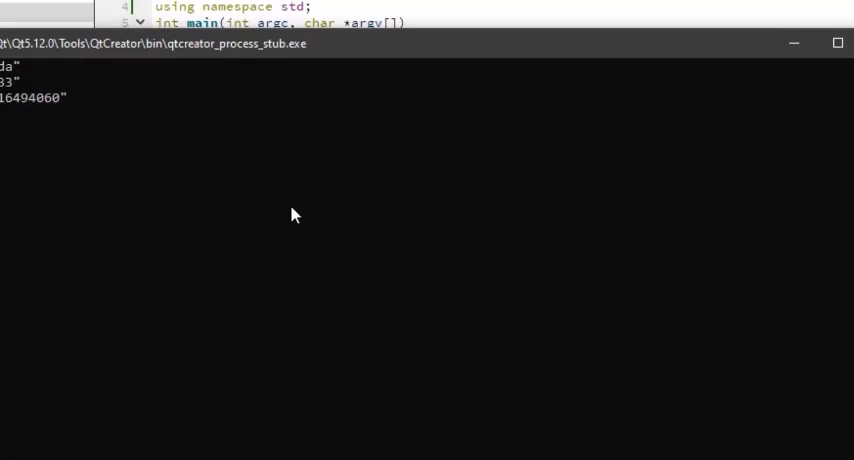 4 using namespace std;
5 int main(int argc, char *argv[])
Qt\Qt5.12.0\Tools\QtCreator\bin\qtcreator_process_stub.exe
da"
33"
16494060"